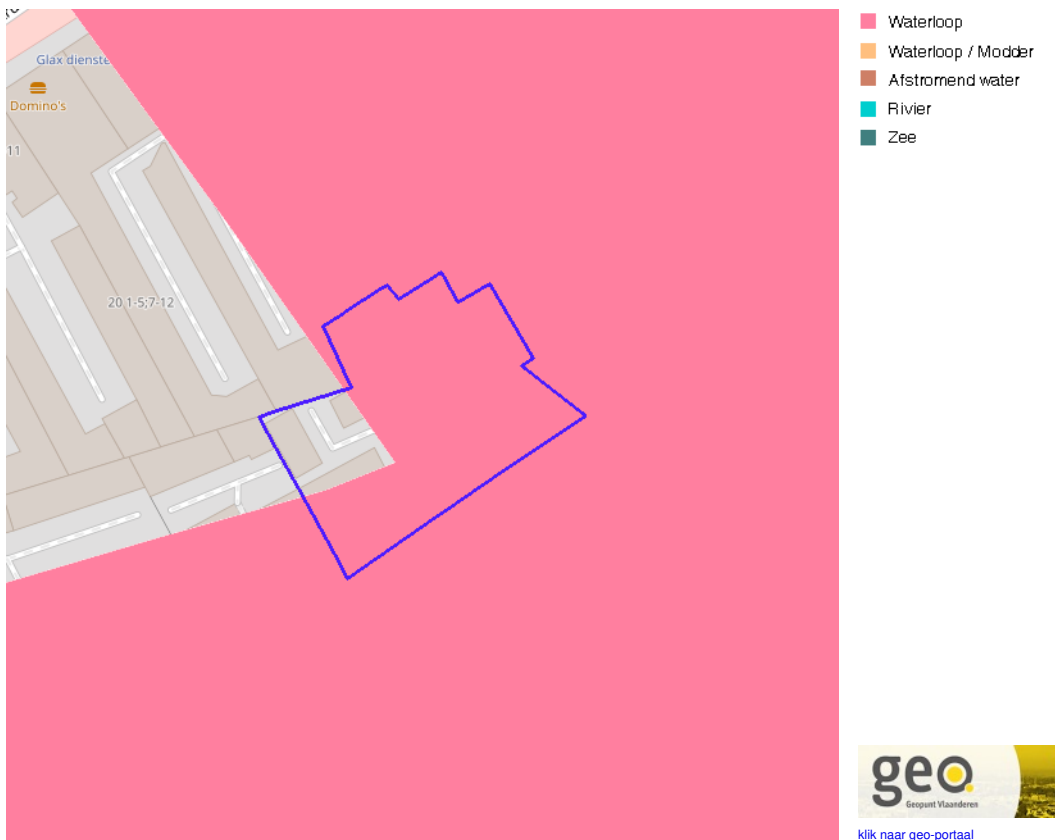 Glax dienste
Domino's
11
20 1-5;7-12
Waterloop
Waterloop / Modder
Afstromend water
Rivier
Zee
geo
Geopunt Vlaanderen
klik naar geo-portaal